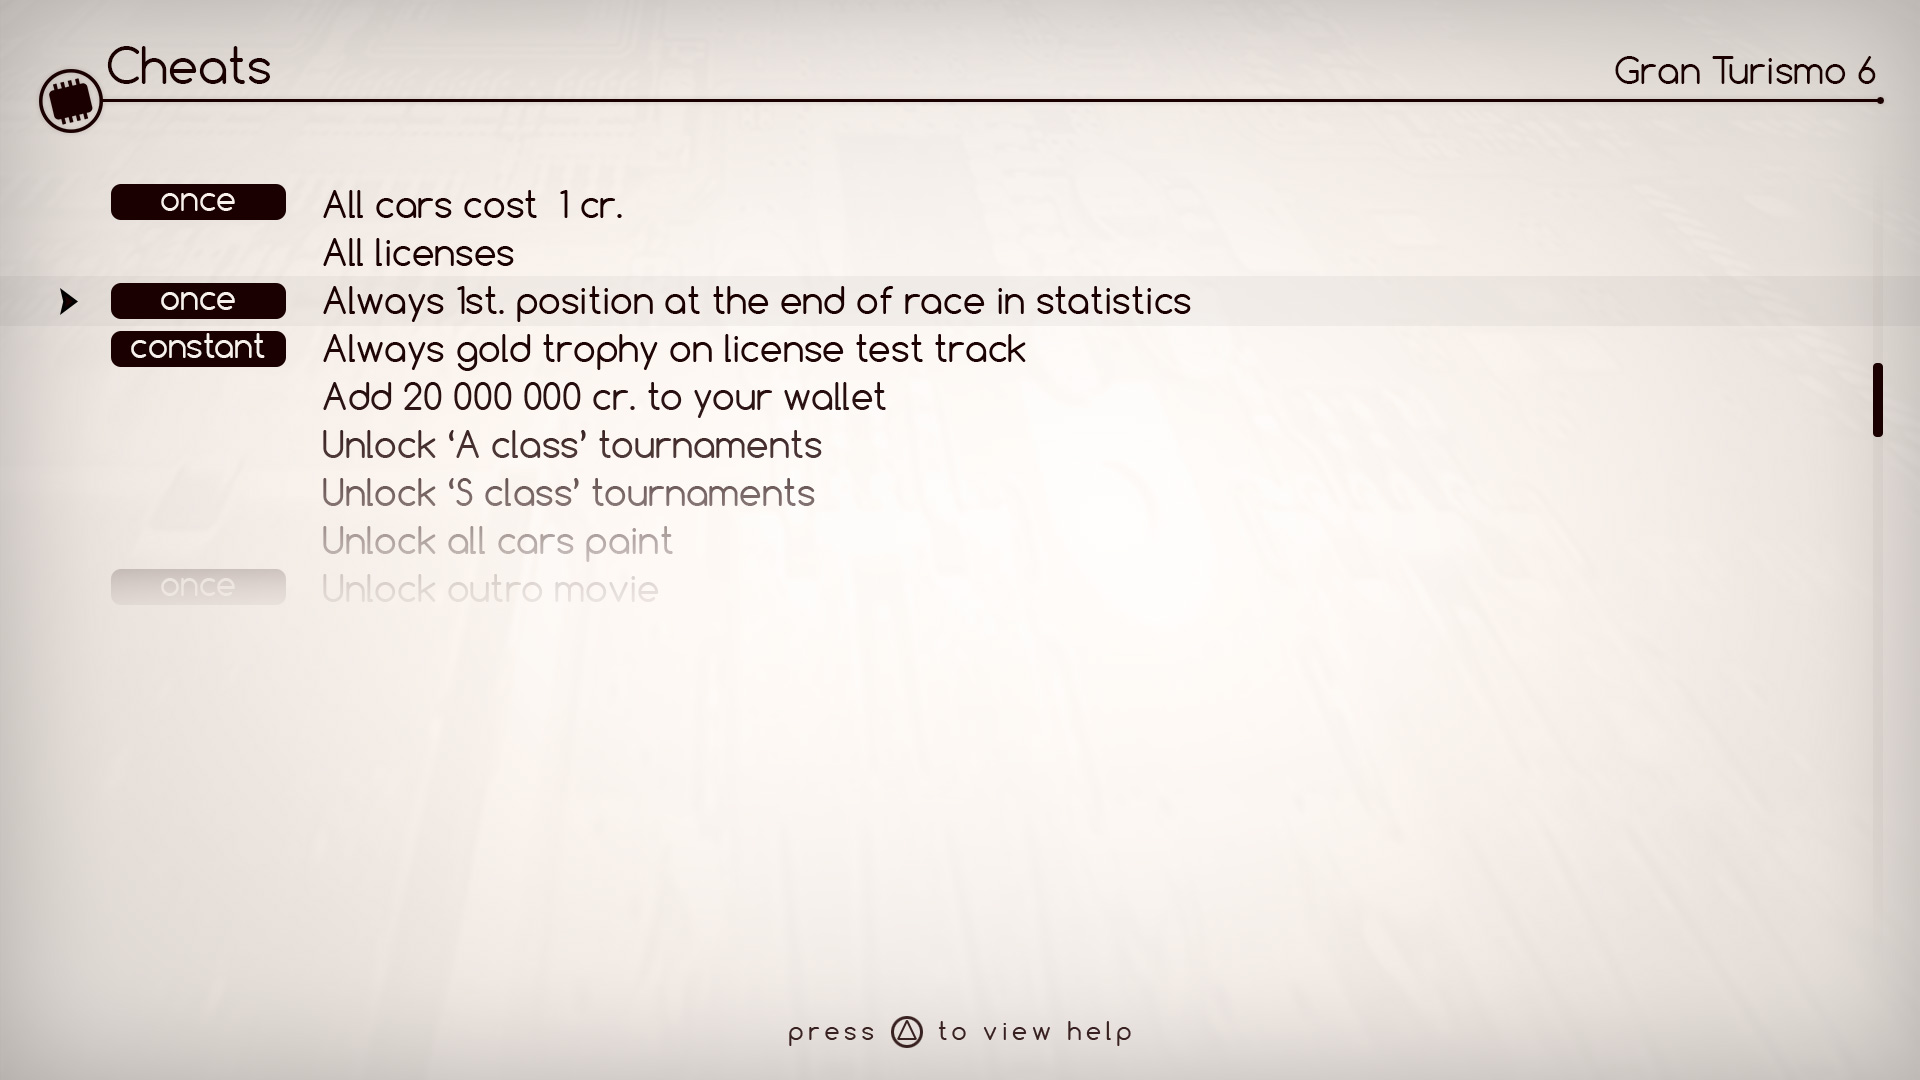 Cheats
Gran Turismo 6
once All cars cost 1 cr.
All licenses
once Always 1st. position at the end of race in statistics
constant Always gold trophy on license test track
Add 20 000 000 cr. to your wallet
Unlock ‘A class’ tournaments
Unlock ‘S class’ tournaments
Unlock all cars paint
once Unlock outro movie
press to view help